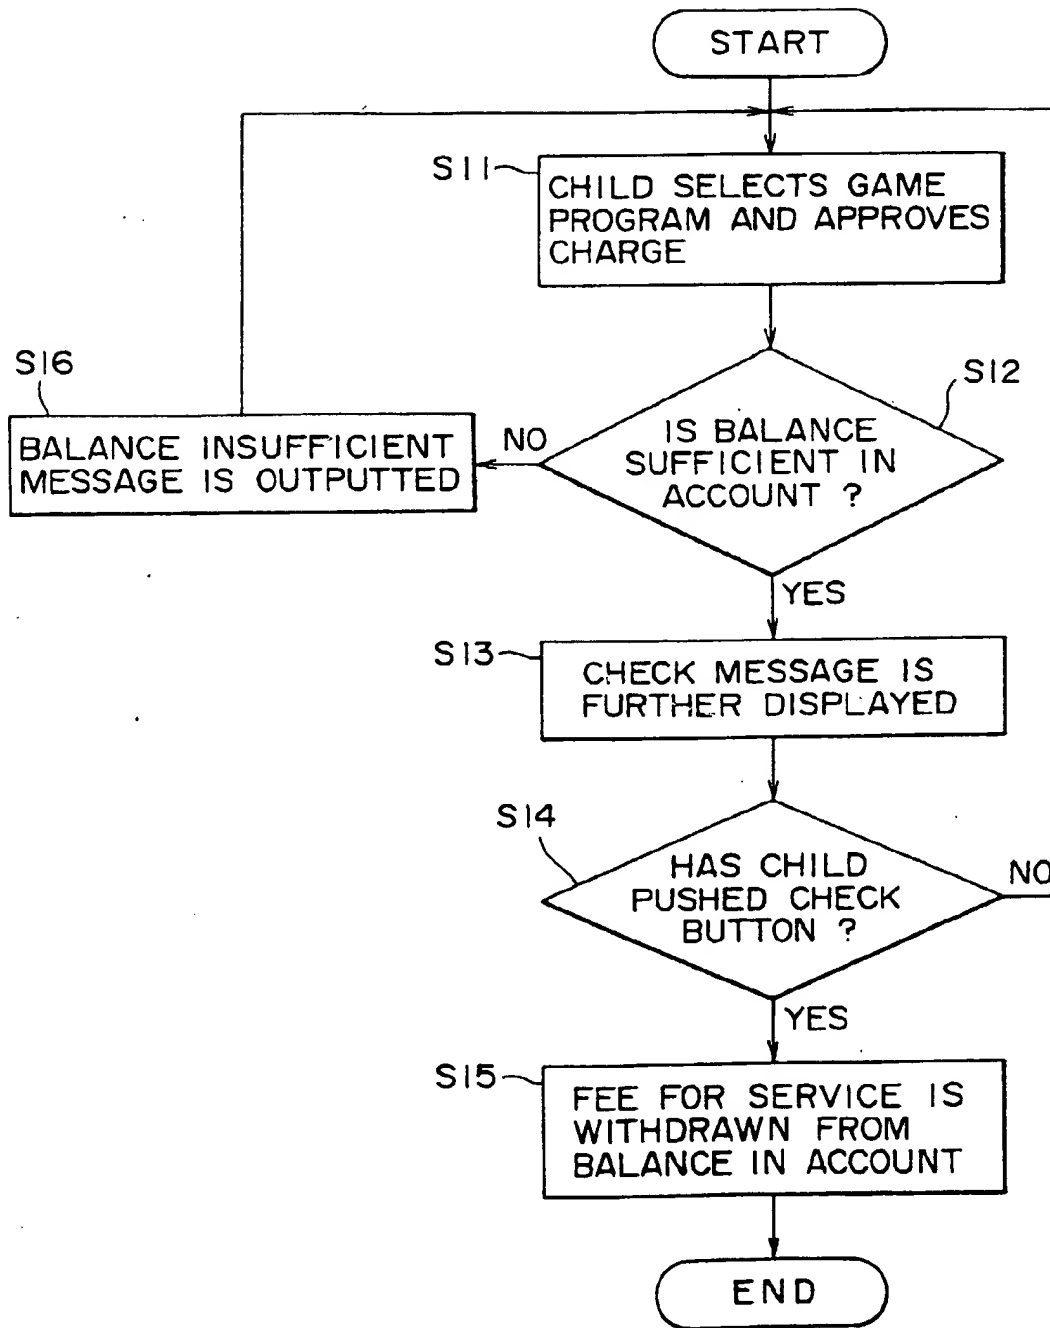 START
S11
CHILD SELECTS GAME
PROGRAM AND APPROVES
CHARGE
S16
S12
BALANCE INSUFFICIENT
MESSAGE IS OUTPUTTED
NO
IS BALANCE
SUFFICIENT IN
ACCOUNT ?
YES
S13
CHECK MESSAGE IS
FURTHER DISPLAYED
S14
HAS CHILD
PUSHED CHECK
BUTTON ?
NO
YES
S15
FEE FOR SERVICE IS
WITHDRAWN FROM
BALANCE IN ACCOUNT
END